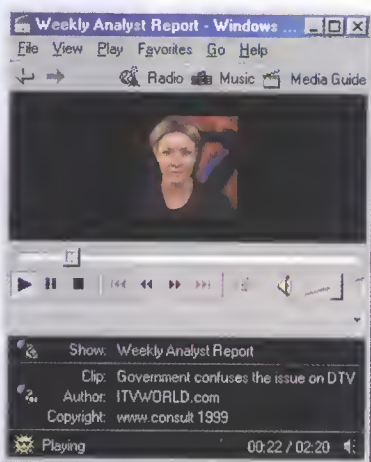 Weekly Analyst Report - Windows ...
File View Play Favorites Go Help
Radio Music Media Guide
Show: Weekly Analyst Report
Clip: Government confuses the issue on DTV
Author: ITVWORLD.com
Copyright: www.consult 1999
Playing 00:22 / 02:20